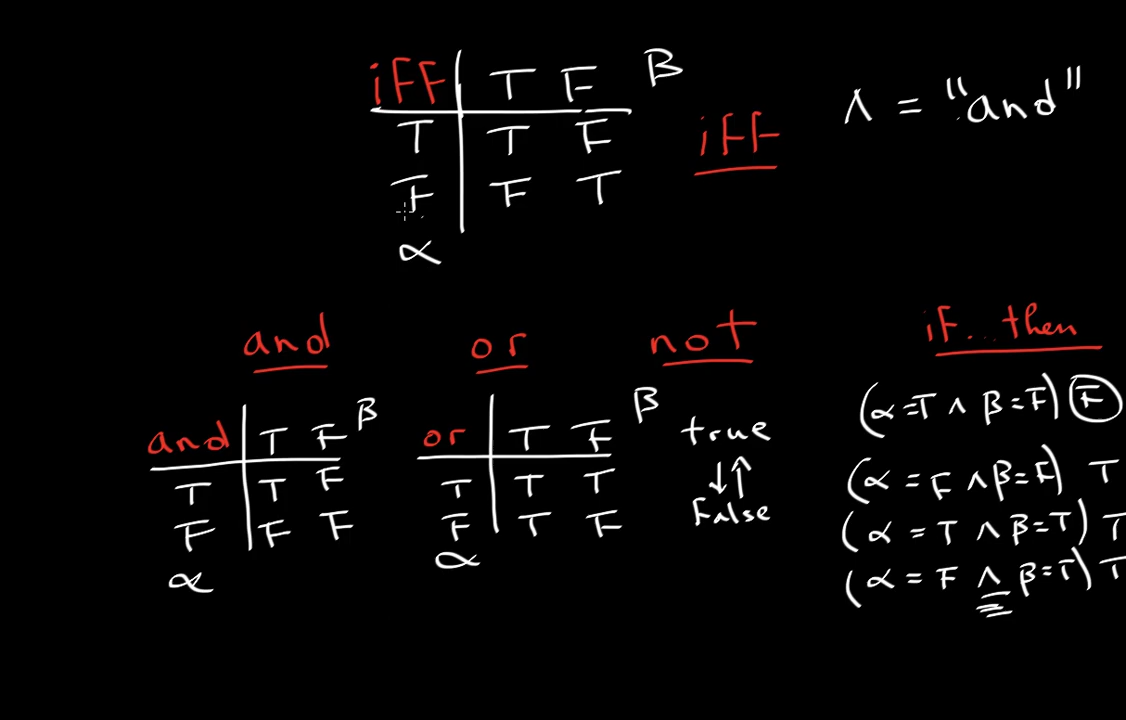 iFF T F β
T T F
F F T
α
iFF
Λ = "and"
and
and T F β
T T F
F F F
α
or
or T F β
T T T
F T F
α
not
true
↓↑
False
iF...then
(α=T ∧ β=F) F
(α = F ∧ β=F) T
(α = T ∧ β=T) T
(α = F ∧ β=T) T